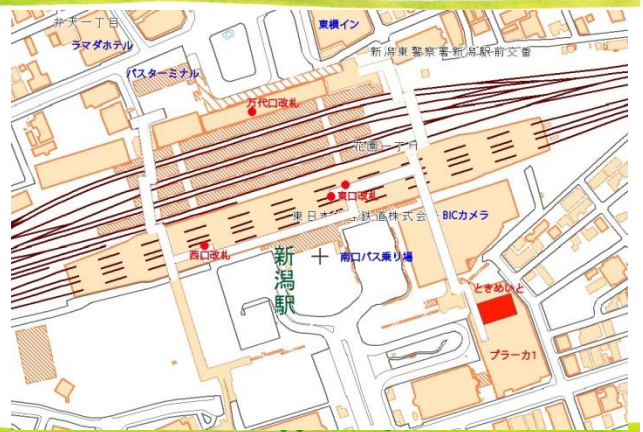 弁天一丁目
東横イン
ラマダホテル
新潟東警察署新潟駅前交番
バスターミナル
万代口改札
花園一丁目
東口改札
東日本旅客鉄道株式会
BICカメラ
西口改札
新潟駅
南口バス乗り場
ときめいと
プラーカ1